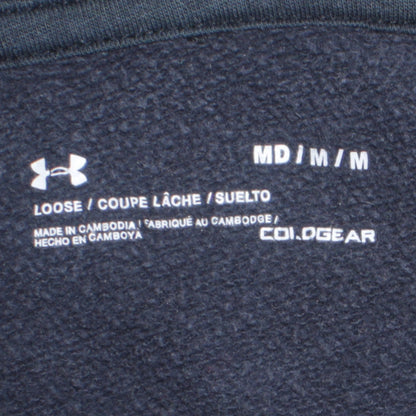 MD / M / M
LOOSE / COUPE LÂCHE / SUELTO
MADE IN CAMBODIA / FABRIQUÉ AU CAMBODGE /
HECHO EN CAMBOYA
COLDGEAR